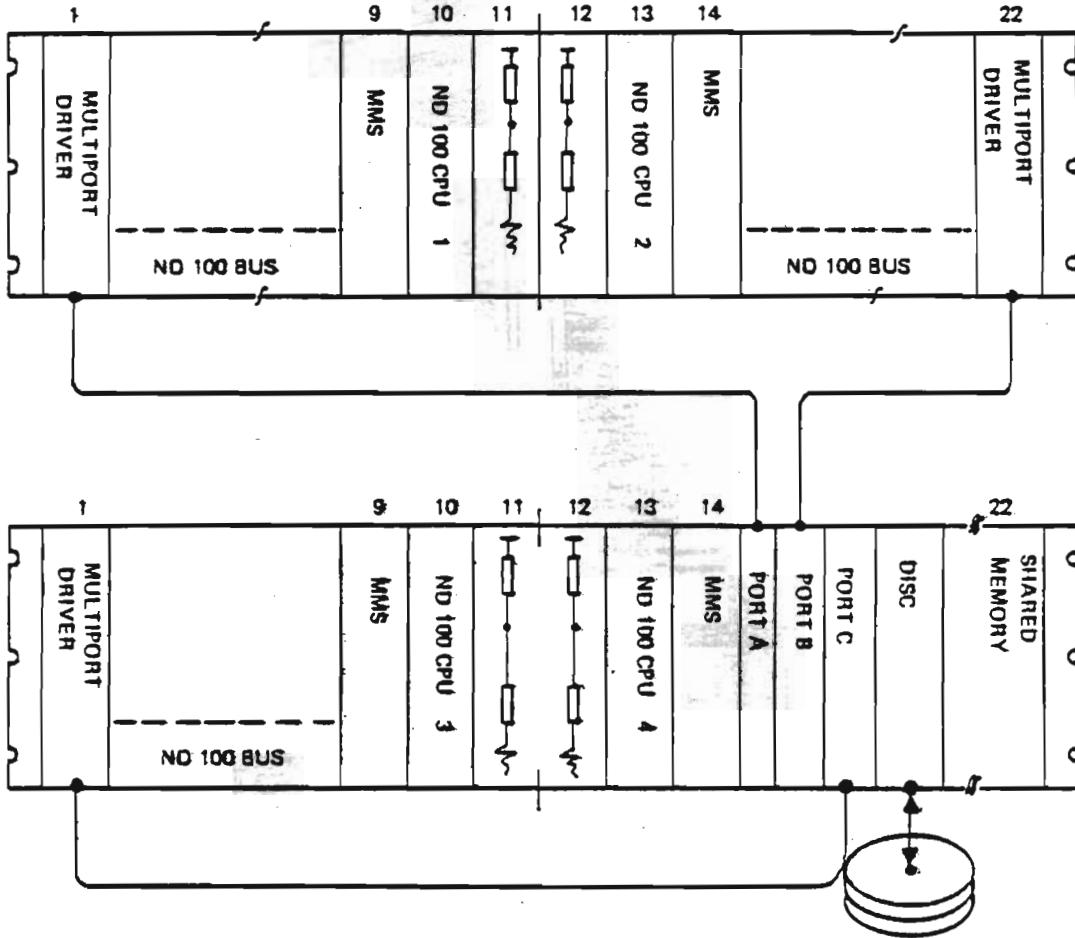 1 9 10 11 12 13 14 22
MULTIPORT
DRIVER
MMS
ND 100 CPU 1
ND 100 CPU 2
MMS
MULTIPORT
DRIVER
ND 100 BUS
ND 100 BUS
1 9 10 11 12 13 14 22
MULTIPORT
DRIVER
MMS
ND 100 CPU 3
ND 100 CPU 4
MMS
PORT A
PORT B
PORT C
DISC
SHARED
MEMORY
ND 100 BUS